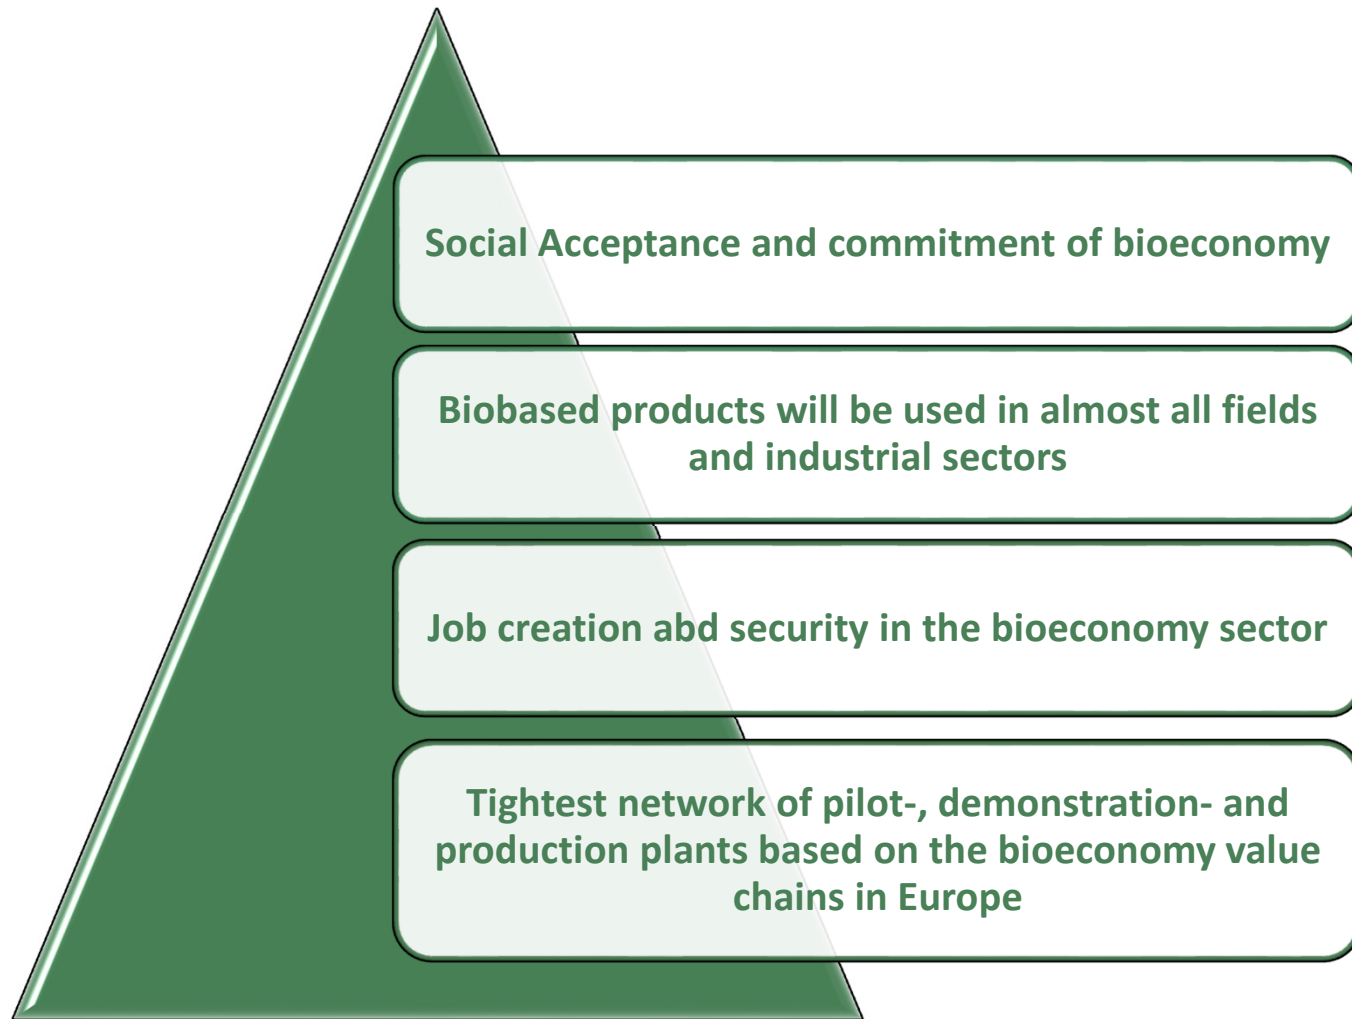 Social Acceptance and commitment of bioeconomy
Biobased products will be used in almost all fields
and industrial sectors
Job creation abd security in the bioeconomy sector
Tightest network of pilot-, demonstration- and
production plants based on the bioeconomy value
chains in Europe